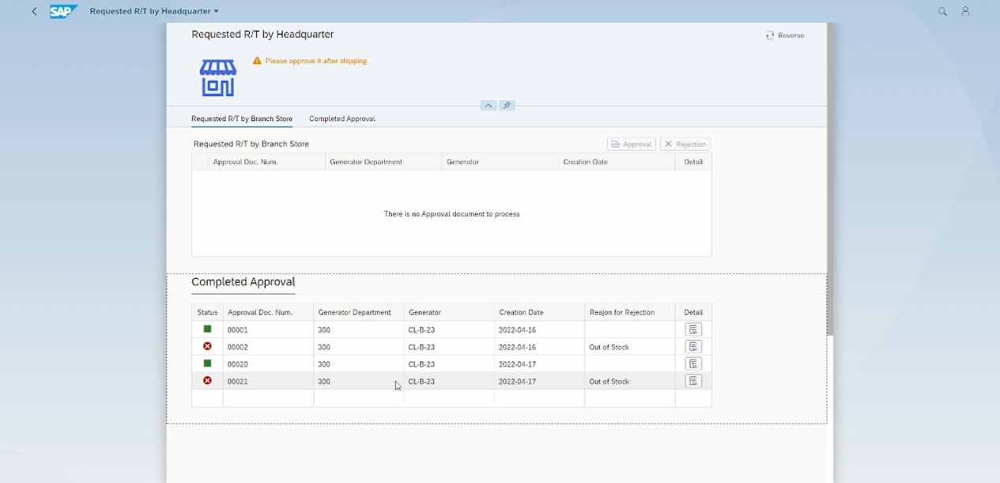 SAP Requested R/T by Headquarter
Requested R/T by Headquarter
Reverse
Please approve it after shipping.
Requested R/T by Branch Store Completed Approval
Requested R/T by Branch Store Approval Rejection
Approval Doc. Num. Generator Department Generator Creation Date Detail
There is no Approval document to process
Completed Approval
Status Approval Doc. Num. Generator Department Generator Creation Date Reajon for Rejection Detail
00001 300 CL-B-23 2022-04-16
00002 300 CL-B-23 2022-04-16 Out of Stock
00020 300 CL-B-23 2022-04-17
00021 300 CL-B-23 2022-04-17 Out of Stock